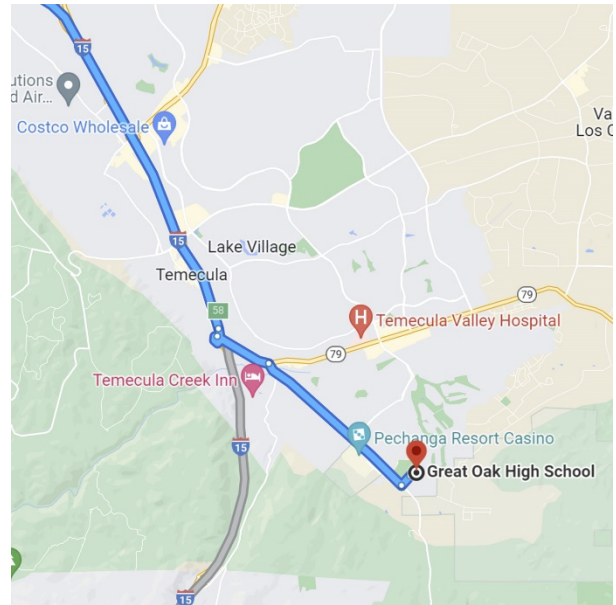 15
utions
d Air...
Costco Wholesale
Va
Los C
15
Lake Village
Temecula
58
79
H
Temecula Valley Hospital
79
Temecula Creek Inn
15
Pechanga Resort Casino
Great Oak High School
15